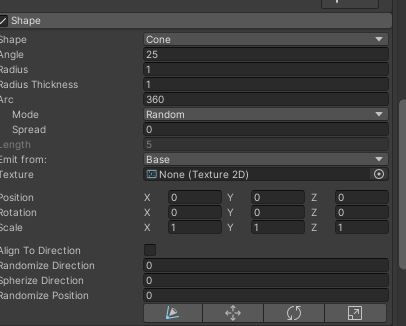 Shape
Shape Cone
Angle 25
Radius 1
Radius Thickness 1
Arc 360
Mode Random
Spread 0
Length 5
Emit from: Base
Texture None (Texture 2D)
Position X 0 Y 0 Z 0
Rotation X 0 Y 0 Z 0
Scale X 1 Y 1 Z 1
Align To Direction
Randomize Direction 0
Spherize Direction 0
Randomize Position 0